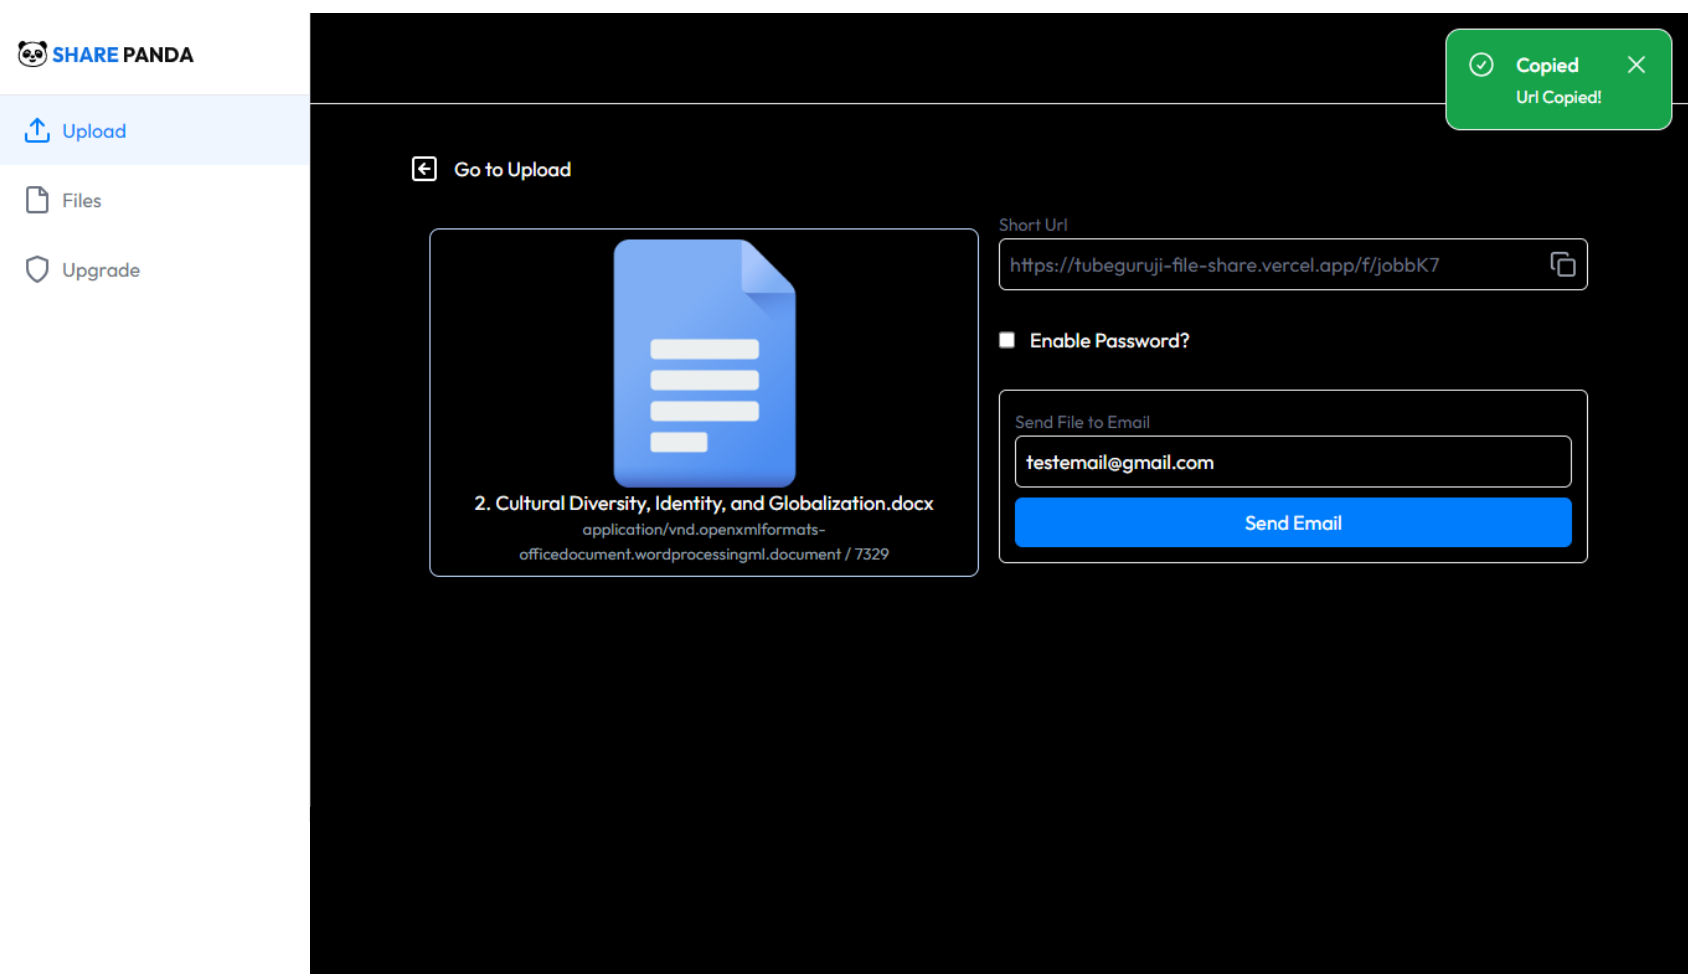 SHARE PANDA
Upload
Files
Upgrade
Copied
Url Copied!
Go to Upload
2. Cultural Diversity, Identity, and Globalization.docx
application/vnd.openxmlformats-
officedocument.wordprocessingml.document / 7329
Short Url
https://tubeguruji-file-share.vercel.app/f/jobbK7
Enable Password?
Send File to Email
testemail@gmail.com
Send Email